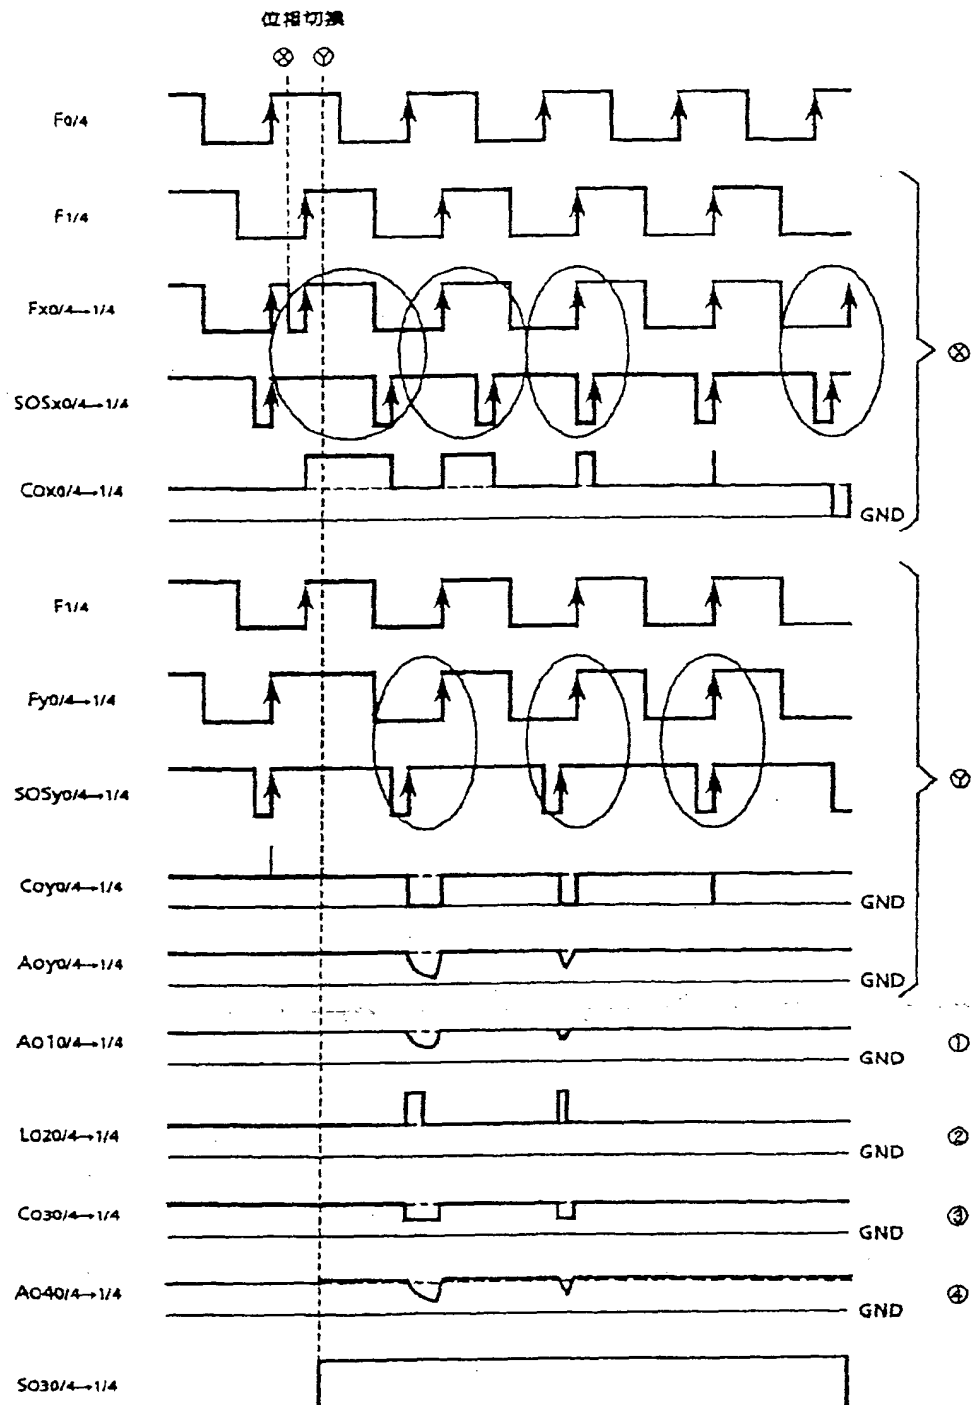 位相切換
Ⓧ Ⓨ
F0/4
F1/4
Fx0/4→1/4
SOSx0/4→1/4
Ⓧ
Cox0/4→1/4
GND
F1/4
Fy0/4→1/4
SOSy0/4→1/4
Ⓨ
Coy0/4→1/4
GND
Aoy0/4→1/4
GND
Ao10/4→1/4
GND
①
Lo20/4→1/4
GND
②
Co30/4→1/4
GND
③
Ao40/4→1/4
GND
④
So30/4→1/4